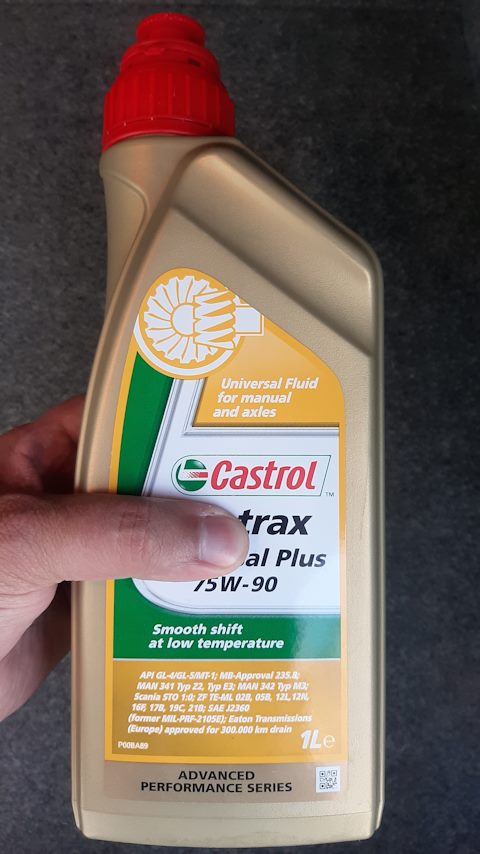 Universal Fluid
for manual
and axles
Castrol
TM
trax
al Plus
75W-90
Smooth shift
at low temperature
API GL-4/GL-5/MT-1; MB-Approval 235.8;
MAN 341 Typ Z2, Typ E3; MAN 342 Typ M3;
Scania STO 1:0; ZF TE-ML 02B, 05B, 12L, 12N,
16F, 17B, 19C, 21B; SAE J2360
(former MIL-PRF-2105E); Eaton Transmissions
(Europe) approved for 300.000 km drain
1L e
ADVANCED
PERFORMANCE SERIES